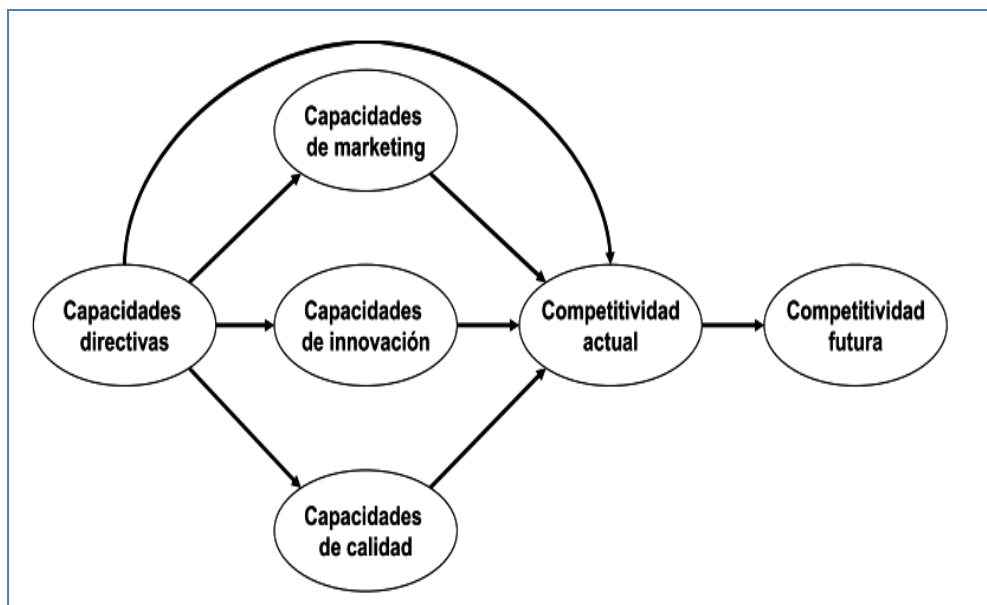 Capacidades
de marketing
Capacidades
directivas
Capacidades
de innovación
Competitividad
actual
Competitividad
futura
Capacidades
de calidad